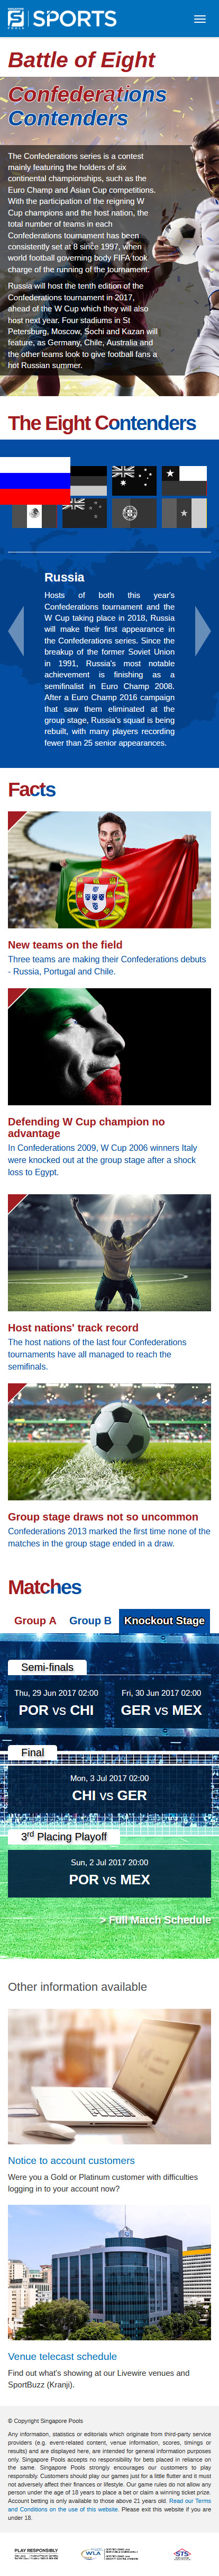 SINGAPORE POOLS SPORTS
Battle of Eight
Confederations
Contenders
The Confederations series is a contest
mainly featuring the holders of six
continental championships, such as the
Euro Champ and Asian Cup competitions.
With the participation of the reigning W
Cup champions and the host nation, the
total number of teams in each
Confederations tournament has been
consistently set at 8 since 1997, when
world football governing body FIFA took
charge of the running of the tournament.
Russia will host the tenth edition of the
Confederations tournament in 2017,
ahead of the W Cup which they will also
host next year. Four stadiums in St
Petersburg, Moscow, Sochi and Kazan will
feature, as Germany, Chile, Australia and
the other teams look to give football fans a
hot Russian summer.
The Eight Contenders
Russia
Hosts of both this year's
Confederations tournament and the
W Cup taking place in 2018, Russia
will make their first appearance in
the Confederations series. Since the
breakup of the former Soviet Union
in 1991, Russia's most notable
achievement is finishing as a
semifinalist in Euro Champ 2008.
After a Euro Champ 2016 campaign
that saw them eliminated at the
group stage, Russia's squad is being
rebuilt, with many players recording
fewer than 25 senior appearances.
Facts
New teams on the field
Three teams are making their Confederations debuts
- Russia, Portugal and Chile.
Defending W Cup champion no
advantage
In Confederations 2009, W Cup 2006 winners Italy
were knocked out at the group stage after a shock
loss to Egypt.
Host nations' track record
The host nations of the last four Confederations
tournaments have all managed to reach the
semifinals.
Group stage draws not so uncommon
Confederations 2013 marked the first time none of the
matches in the group stage ended in a draw.
Matches
Group A Group B Knockout Stage
Semi-finals
Thu, 29 Jun 2017 02:00 Fri, 30 Jun 2017 02:00
POR vs CHI GER vs MEX
Final
Mon, 3 Jul 2017 02:00
CHI vs GER
3rd Placing Playoff
Sun, 2 Jul 2017 20:00
POR vs MEX
> Full Match Schedule
Other information available
Notice to account customers
Were you a Gold or Platinum customer with difficulties
logging in to your account now?
Venue telecast schedule
Find out what's showing at our Livewire venues and
SportBuzz (Kranji).
© Copyright Singapore Pools
Any information, statistics or editorials which originate from third-party service
providers (e.g. event-related content, venue information, scores, timings or
results) and are displayed here, are intended for general information purposes
only. Singapore Pools accepts no responsibility for bets placed in reliance on
the same. Singapore Pools strongly encourages our customers to play
responsibly. Customers should play our games just for a little flutter and it must
not adversely affect their finances or lifestyle. Our game rules do not allow any
person under the age of 18 years to place a bet or claim a winning ticket prize.
Account betting is only available to those above 21 years old. Read our Terms
and Conditions on the use of this website. Please exit this website if you are
under 18.
PLAY RESPONSIBLY
WLA
STS